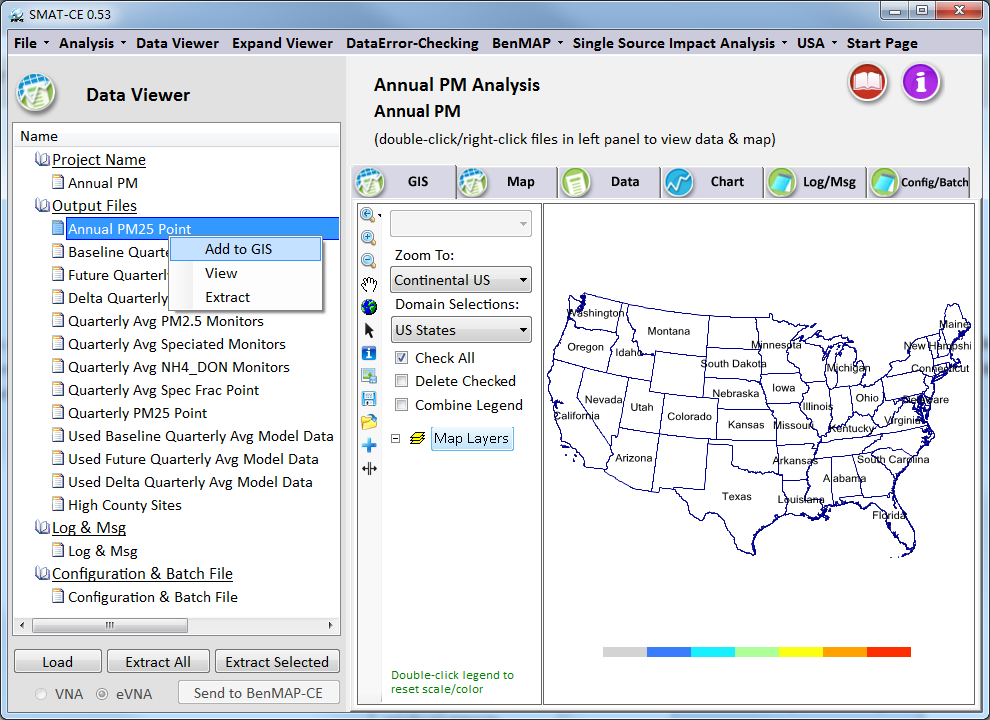 SMAT-CE 0.53
File Analysis Data Viewer Expand Viewer DataError-Checking BenMAP Single Source Impact Analysis USA Start Page
Data Viewer
Name
Project Name
Annual PM
Output Files
Annual PM25 Point
Baseline Quarte
Future Quarterl
Delta Quarterly
Quarterly Avg PM2.5 Monitors
Quarterly Avg Speciated Monitors
Quarterly Avg NH4_DON Monitors
Quarterly Avg Spec Frac Point
Quarterly PM25 Point
Used Baseline Quarterly Avg Model Data
Used Future Quarterly Avg Model Data
Used Delta Quarterly Avg Model Data
High County Sites
Log & Msg
Log & Msg
Configuration & Batch File
Configuration & Batch File
Add to GIS
View
Extract
Load Extract All Extract Selected
VNA eVNA Send to BenMAP-CE
Annual PM Analysis
Annual PM
(double-click/right-click files in left panel to view data & map)
GIS Map Data Chart Log/Msg Config/Batch
Zoom To:
Continental US
Domain Selections:
US States
Check All
Delete Checked
Combine Legend
Map Layers
Double-click legend to
reset scale/color
Washington
Montana
Maine
Oregon
Idaho
Minnesota
New Hampshi
South Dakota
Michigan
Connecticut
Iowa
Nevada
Nebraska
Ohio
Delaware
Utah
Illinois
California
Colorado
Kansas
Missouri
Kentucky
Virginia
Arizona
Arkansas
South Carolina
Alabama
Texas
Louisiana
Florida